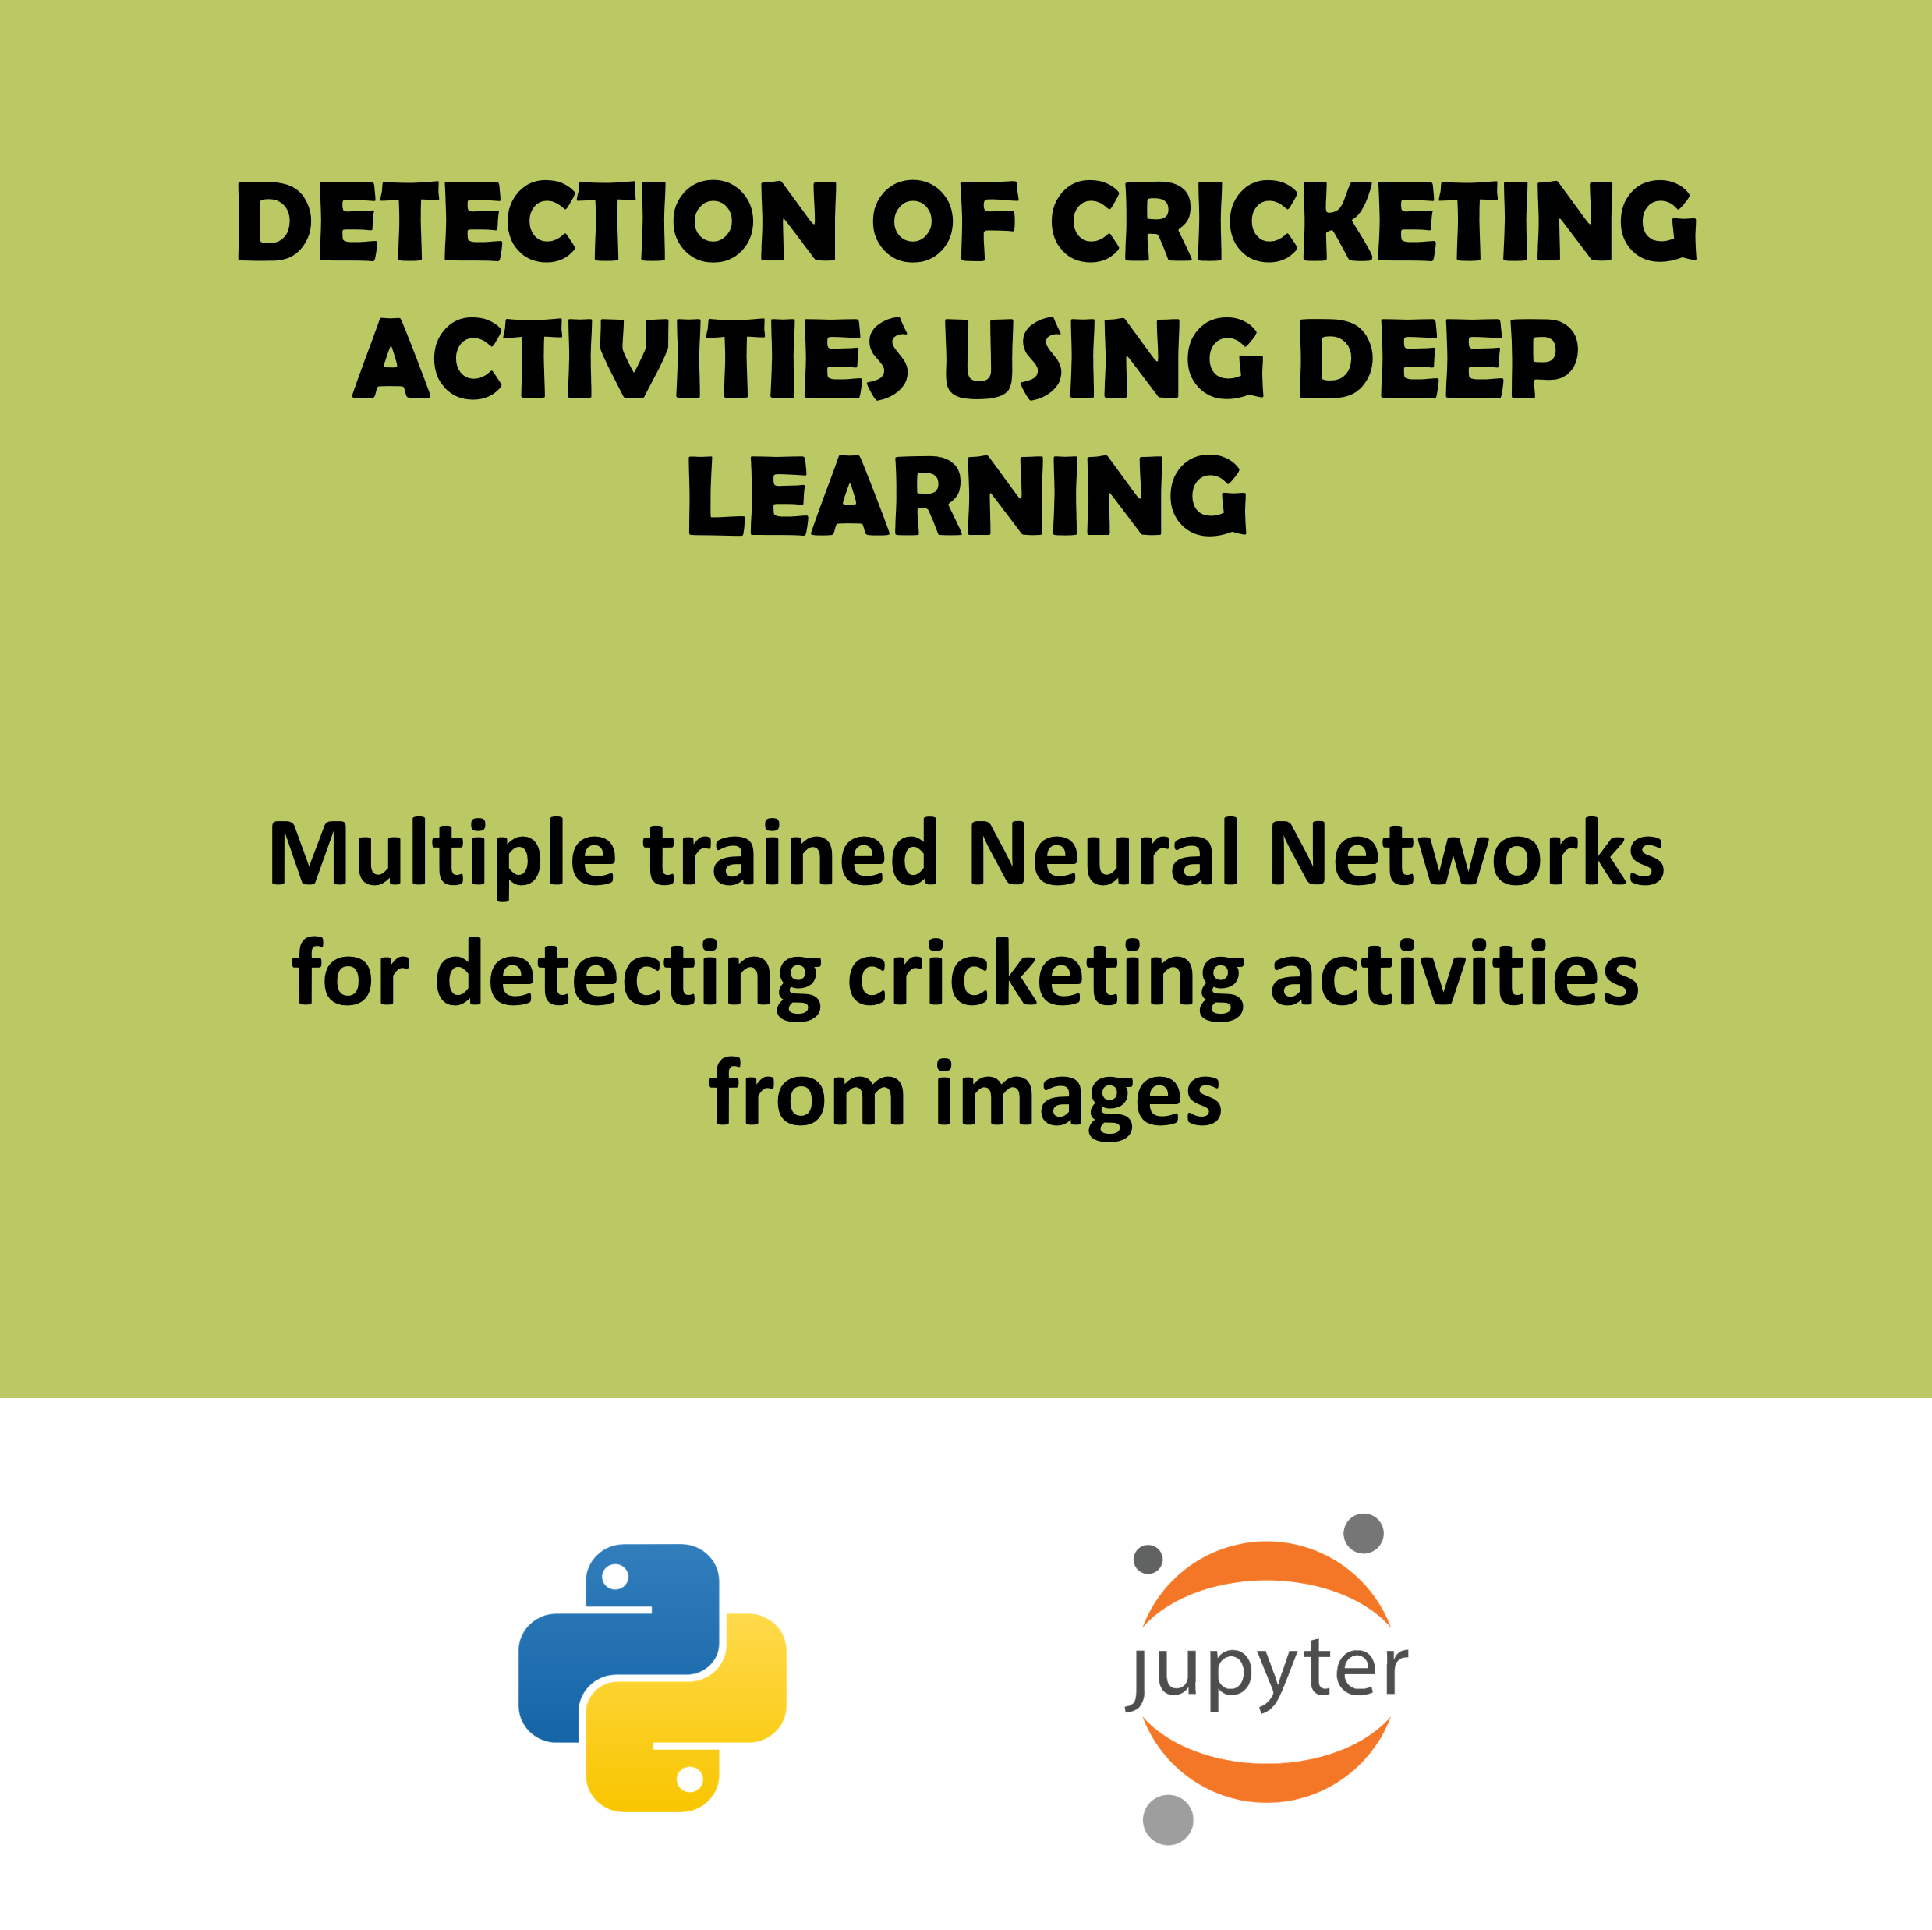 DETECTION OF CRICKETING
ACTIVITIES USING DEEP
LEARNING
Multiple trained Neural Networks
for detecting cricketing activities
from images
jupyter